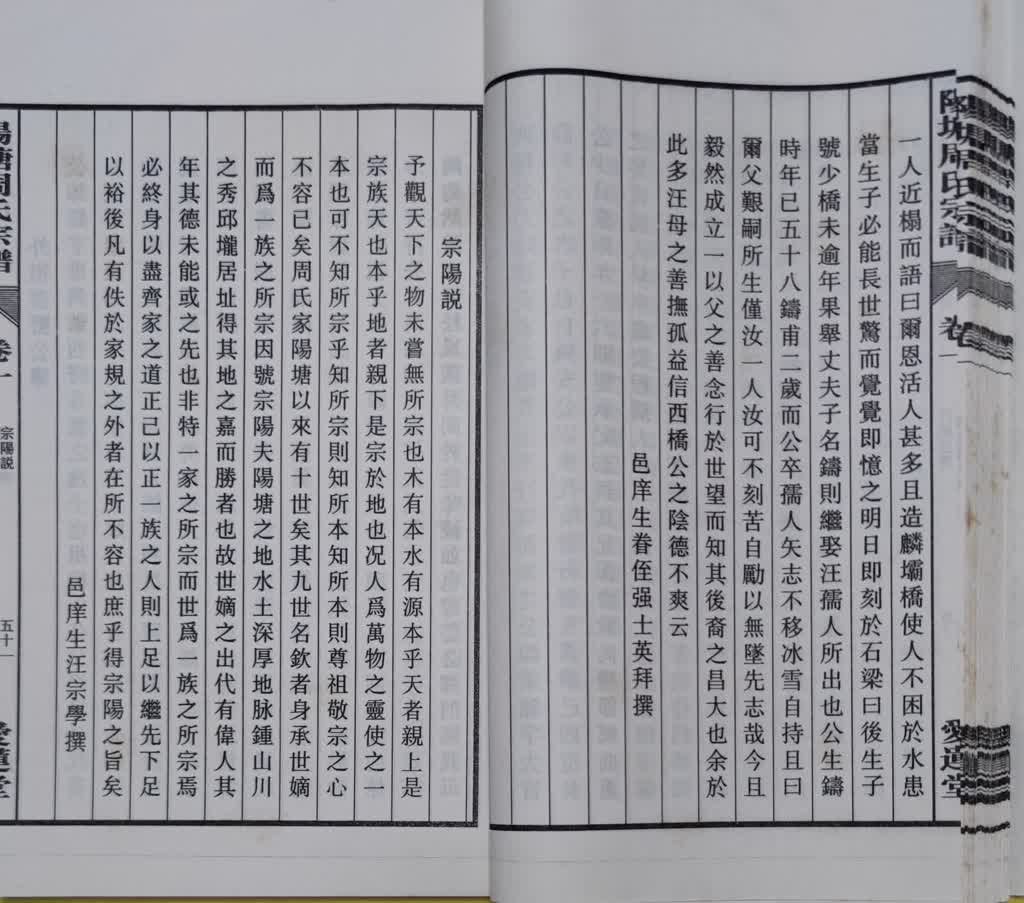 陽塘周氏宗譜
卷一
愛蓮堂
一人近榻而語曰爾恩活人甚多且造麟壩橋使人不困於水患
當生子必能長世驚而覺覺即憶之明日即刻於石梁曰後生子
號少橋未逾年果舉丈夫子名鑄則繼娶汪孺人所出也公生鑄
時年已五十八鑄甫二歲而公卒孺人矢志不移冰雪自持且曰
爾父艱嗣所生僅汝一人汝可不刻苦自勵以無墜先志哉今且
毅然成立一以父之善念行於世望而知其後裔之昌大也余於
此多汪母之善撫孤益信西橋公之陰德不爽云
邑庠生眷侄强士英拜撰
宗陽説
予觀天下之物未嘗無所宗也木有本水有源本乎天者親上是
宗族天也本乎地者親下是宗於地也况人爲萬物之靈使之一
本也可不知所宗乎知所宗則知所本知所本則尊祖敬宗之心
不容已矣周氏家陽塘以來有十世矣其九世名欽者身承世嫡
而爲一族之所宗因號宗陽夫陽塘之地水土深厚地脉鍾山川
之秀邱壠居址得其地之嘉而勝者也故世嫡之出代有偉人其
年其德未能或之先也非特一家之所宗而世爲一族之所宗焉
必終身以盡齊家之道正己以正一族之人則上足以繼先下足
以裕後凡有佚於家規之外者在所不容也庶乎得宗陽之旨矣
邑庠生汪宗學撰
陽塘周氏宗譜
卷一
宗陽説
五十一
愛蓮堂